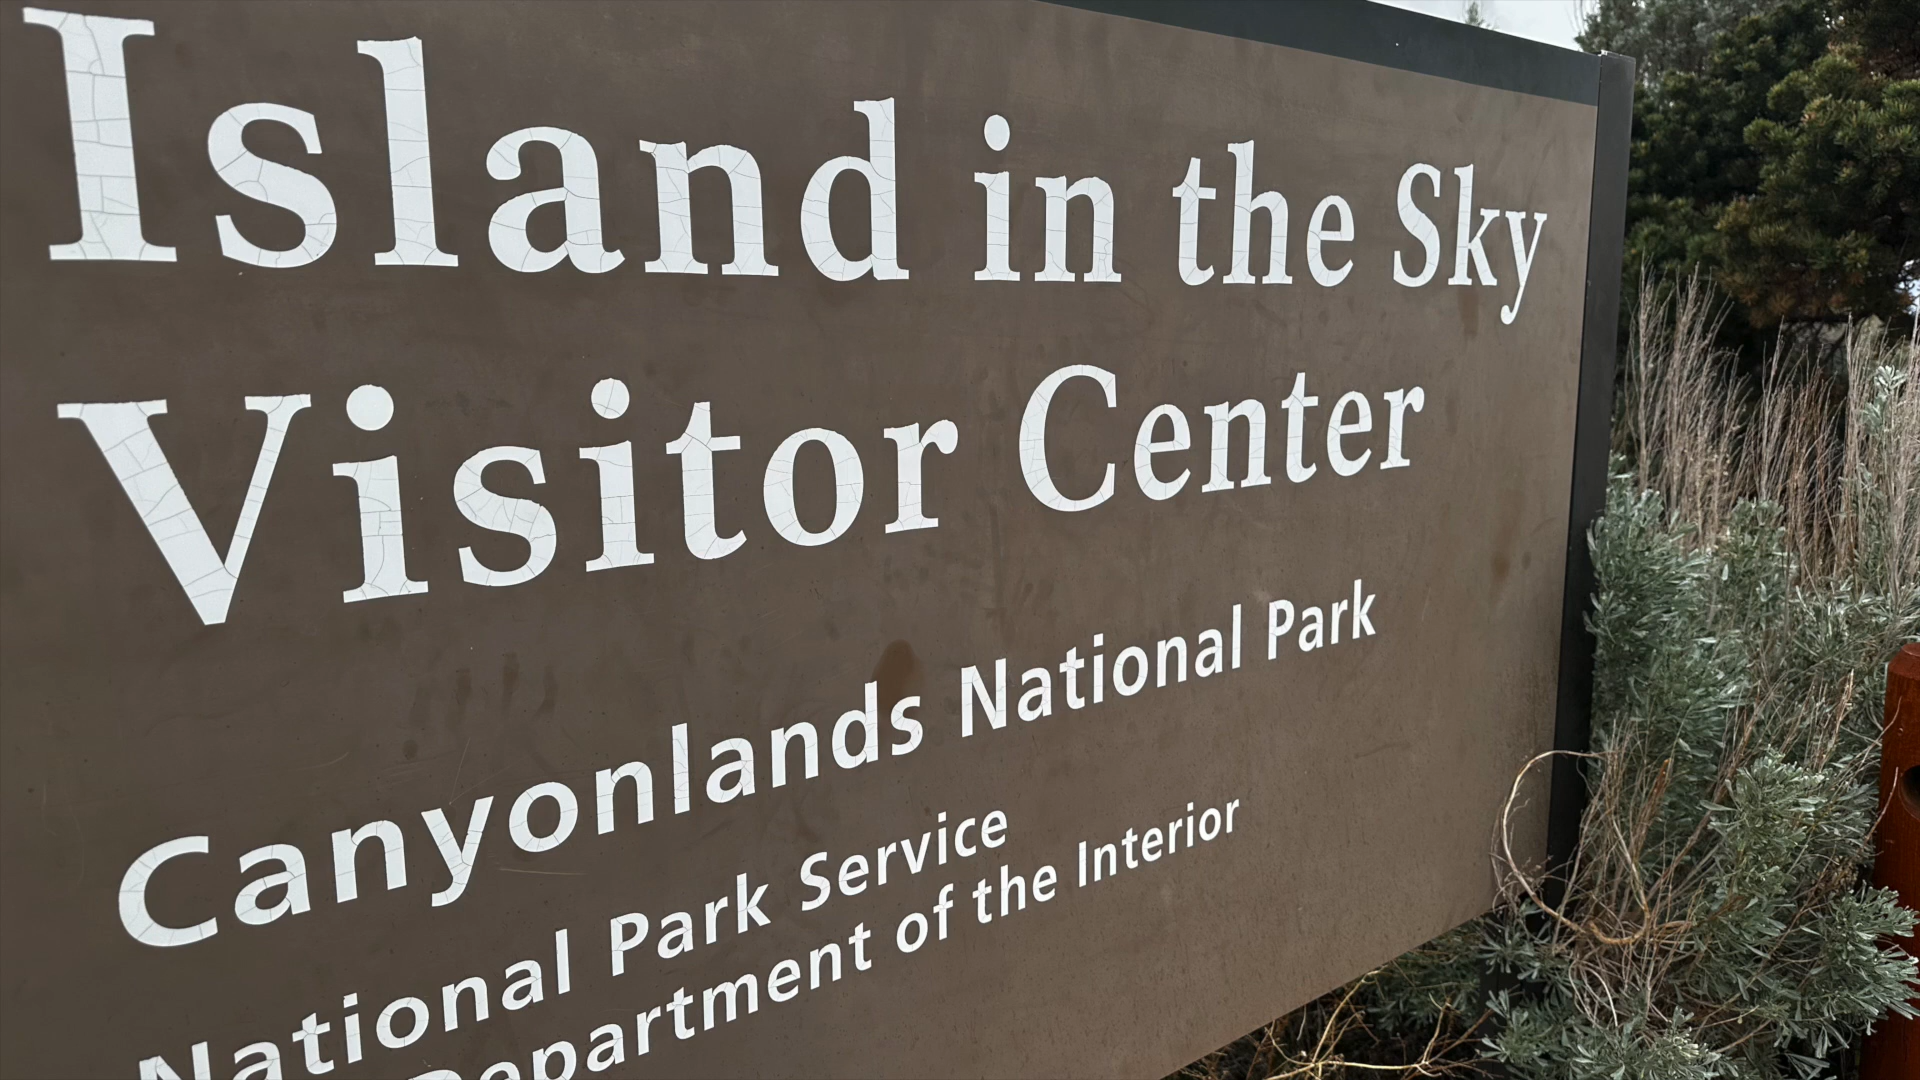 Island in the Sky
Visitor Center
Canyonlands National Park
National Park Service
Department of the Interior